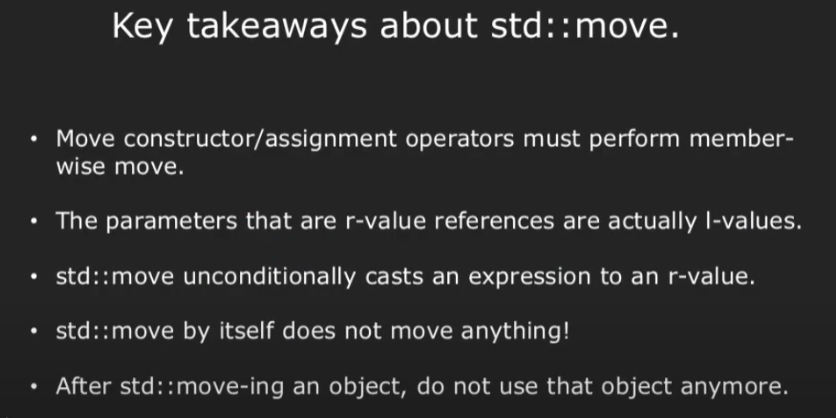 Key takeaways about std::move.
• Move constructor/assignment operators must perform member-
wise move.
• The parameters that are r-value references are actually l-values.
• std::move unconditionally casts an expression to an r-value.
• std::move by itself does not move anything!
• After std::move-ing an object, do not use that object anymore.